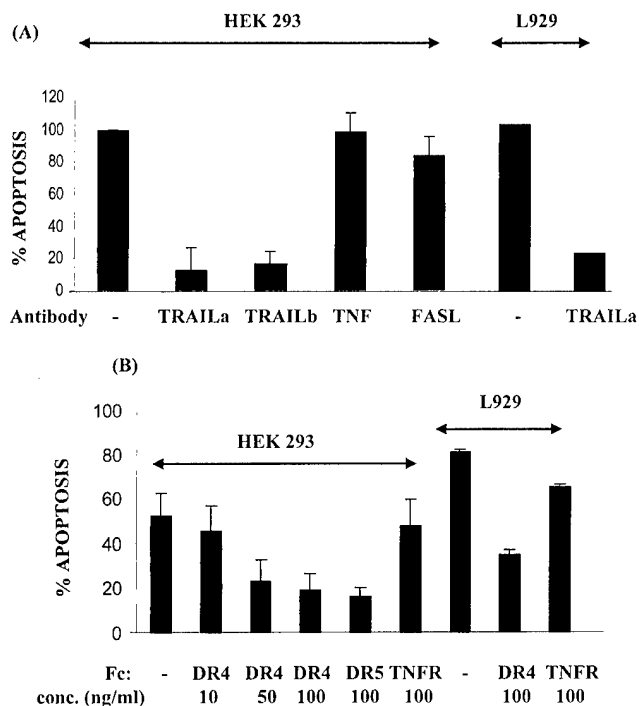 (A)
HEK 293
L929
120
100
80
60
40
20
0
% APOPTOSIS
Antibody - TRAILa TRAILb TNF FASL - TRAILa
(B)
L929
HEK 293
100
80
60
40
20
0
% APOPTOSIS
Fc: - DR4 DR4 DR4 DR5 TNFR - DR4 TNFR
conc. (ng/ml) 10 50 100 100 100 100 100